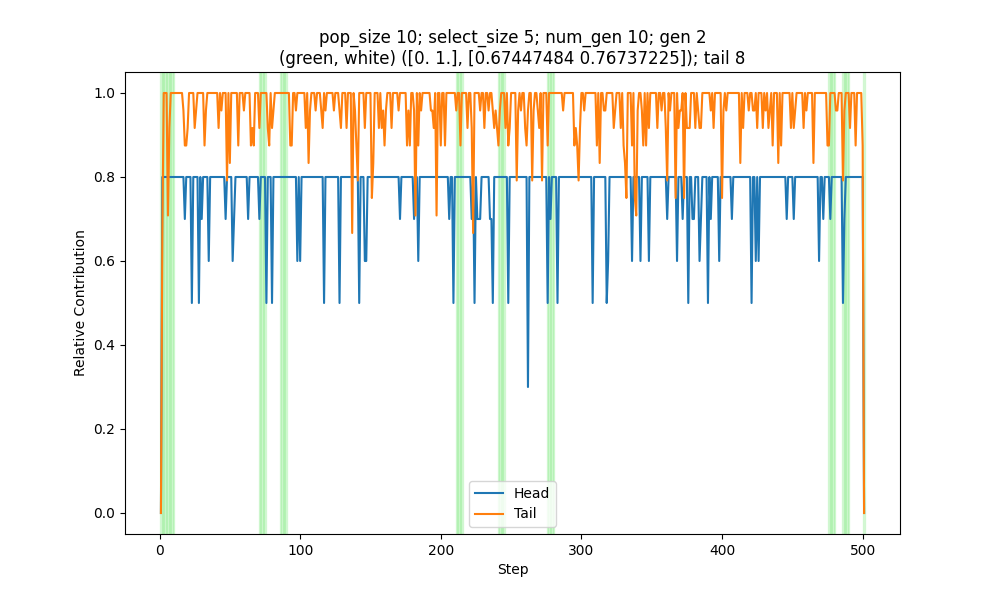 pop_size 10; select_size 5; num_gen 10; gen 2
(green, white) ([0. 1.], [0.67447484 0.76737225]); tail 8
1.0
0.8
0.6
0.4
0.2
0.0
Relative Contribution
Head
Tail
0
100
200
300
400
500
Step